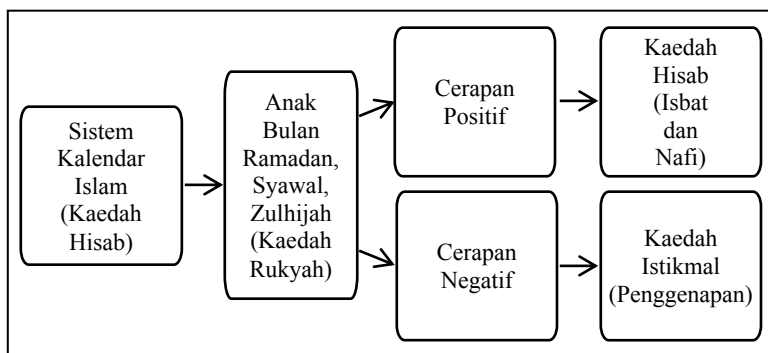 Sistem
Kalendar
Islam
(Kaedah
Hisab)
Anak
Bulan
Ramadan,
Syawal,
Zulhijah
(Kaedah
Rukyah)
Cerapan
Positif
Kaedah
Hisab
(Isbat
dan
Nafi)
Cerapan
Negatif
Kaedah
Istikmal
(Penggenapan)